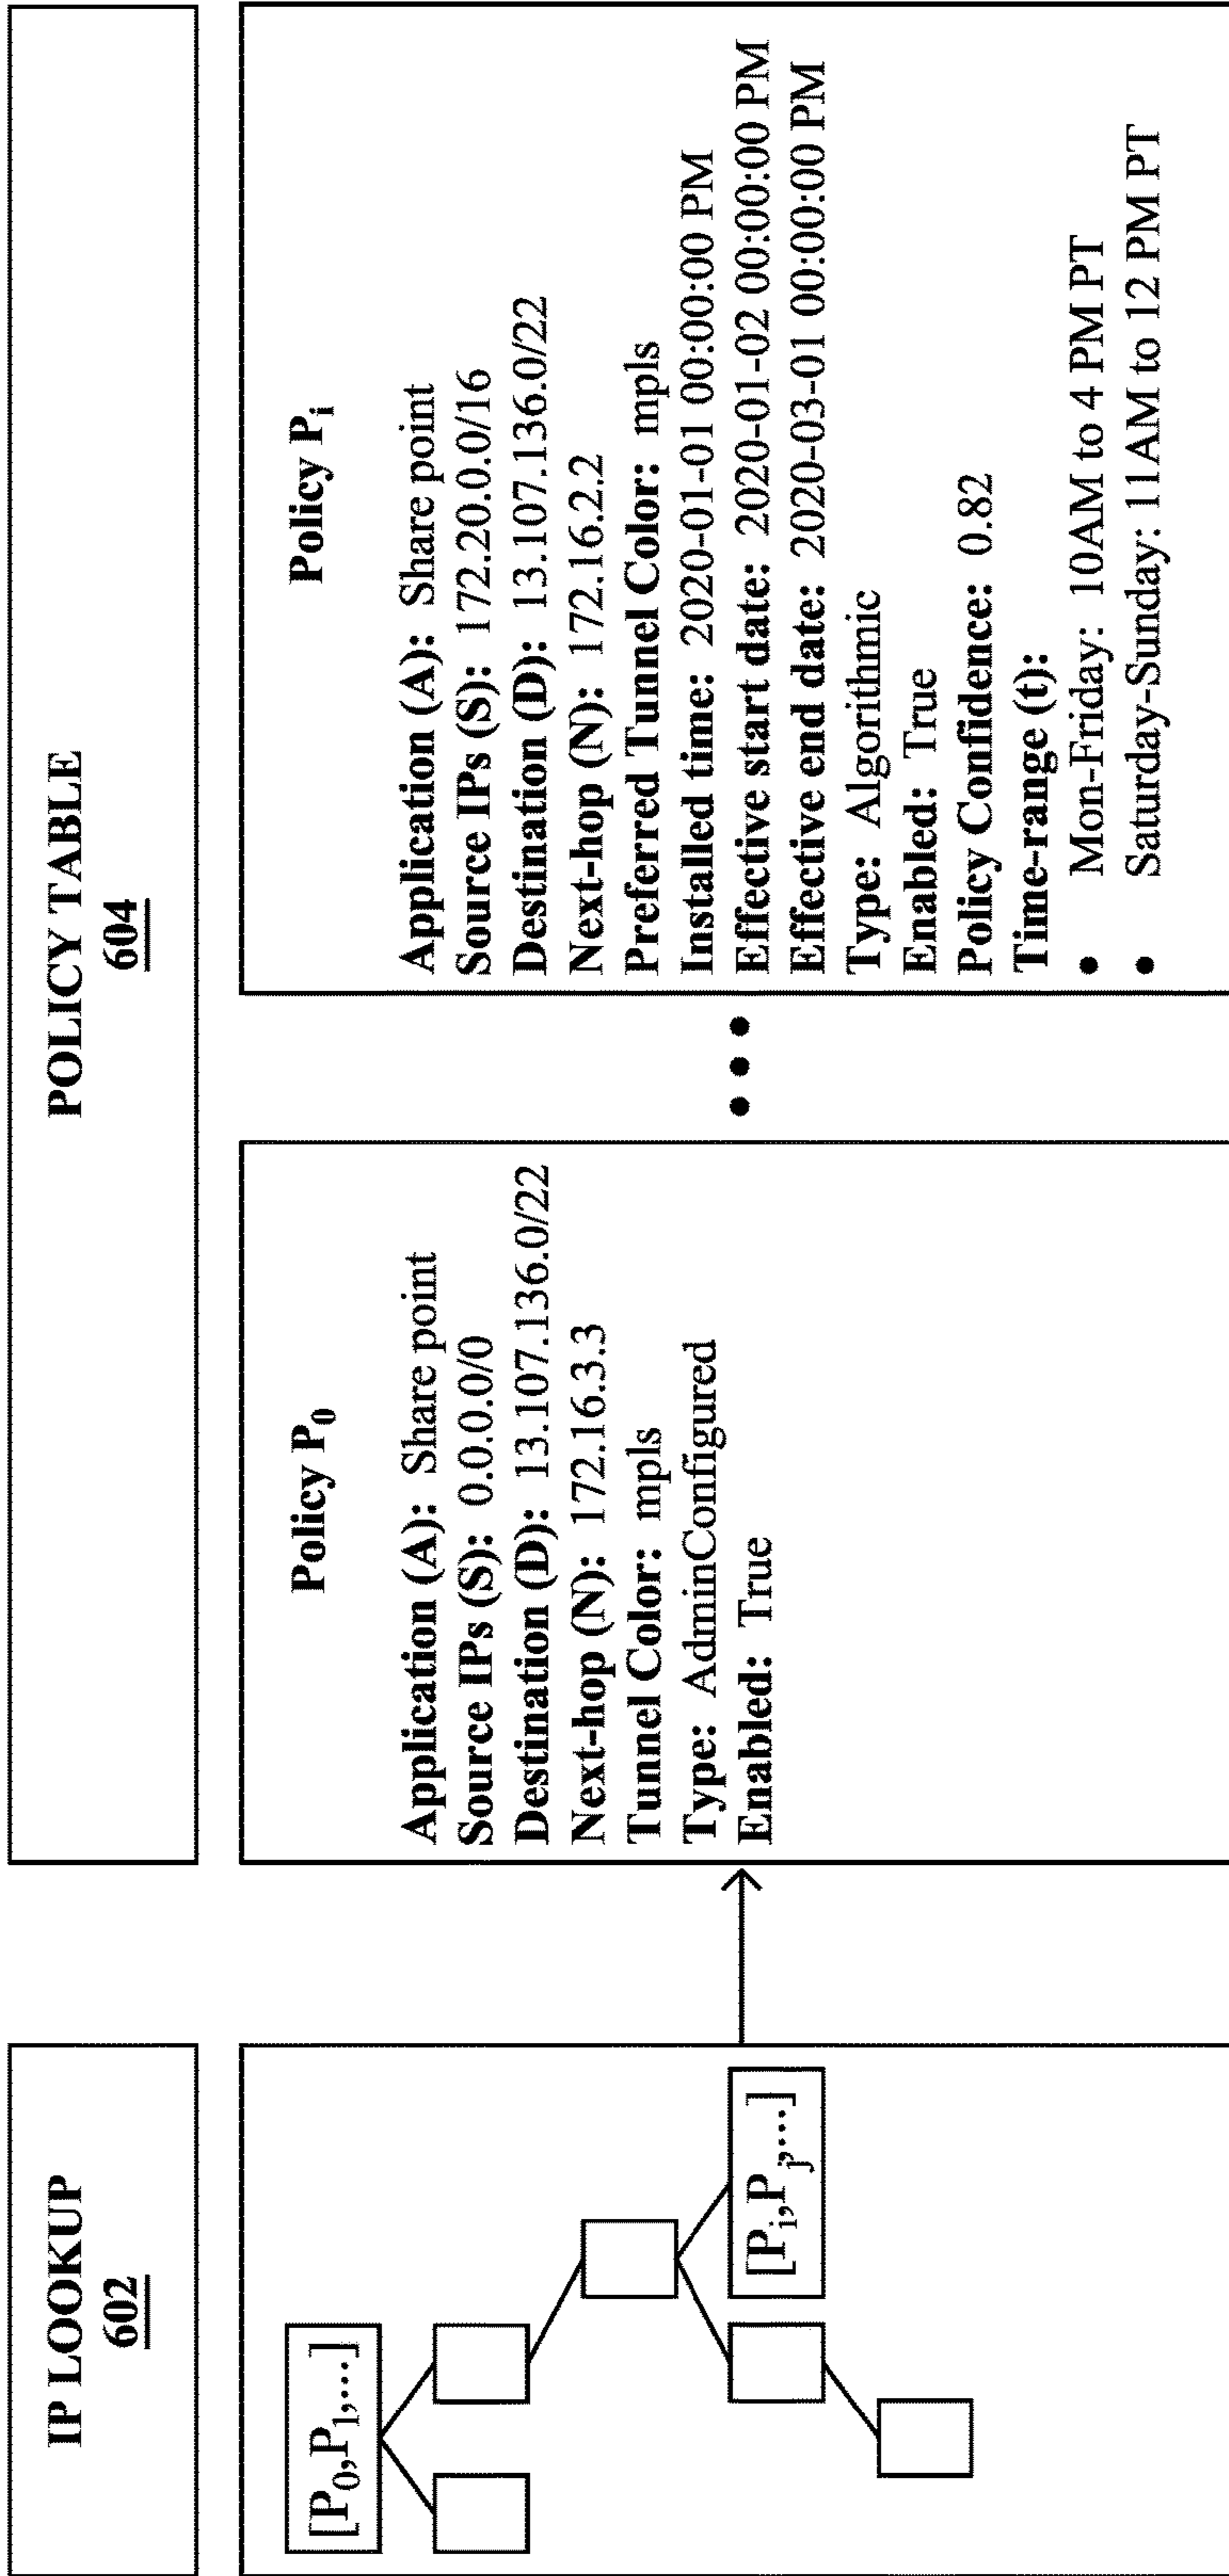 IP LOOKUP
602
[P₀,P₁,...]
[Pᵢ,Pⱼ,...]
POLICY TABLE
604
Policy P₀
Application (A): Share point
Source IPs (S): 0.0.0.0/0
Destination (D): 13.107.136.0/22
Next-hop (N): 172.16.3.3
Tunnel Color: mpls
Type: AdminConfigured
Enabled: True
Policy Pᵢ
Application (A): Share point
Source IPs (S): 172.20.0.0/16
Destination (D): 13.107.136.0/22
Next-hop (N): 172.16.2.2
Preferred Tunnel Color: mpls
Installed time: 2020-01-01 00:00:00 PM
Effective start date: 2020-01-02 00:00:00 PM
Effective end date: 2020-03-01 00:00:00 PM
Type: Algorithmic
Enabled: True
Policy Confidence: 0.82
Time-range (t):
• Mon-Friday: 10AM to 4 PM PT
• Saturday-Sunday: 11AM to 12 PM PT